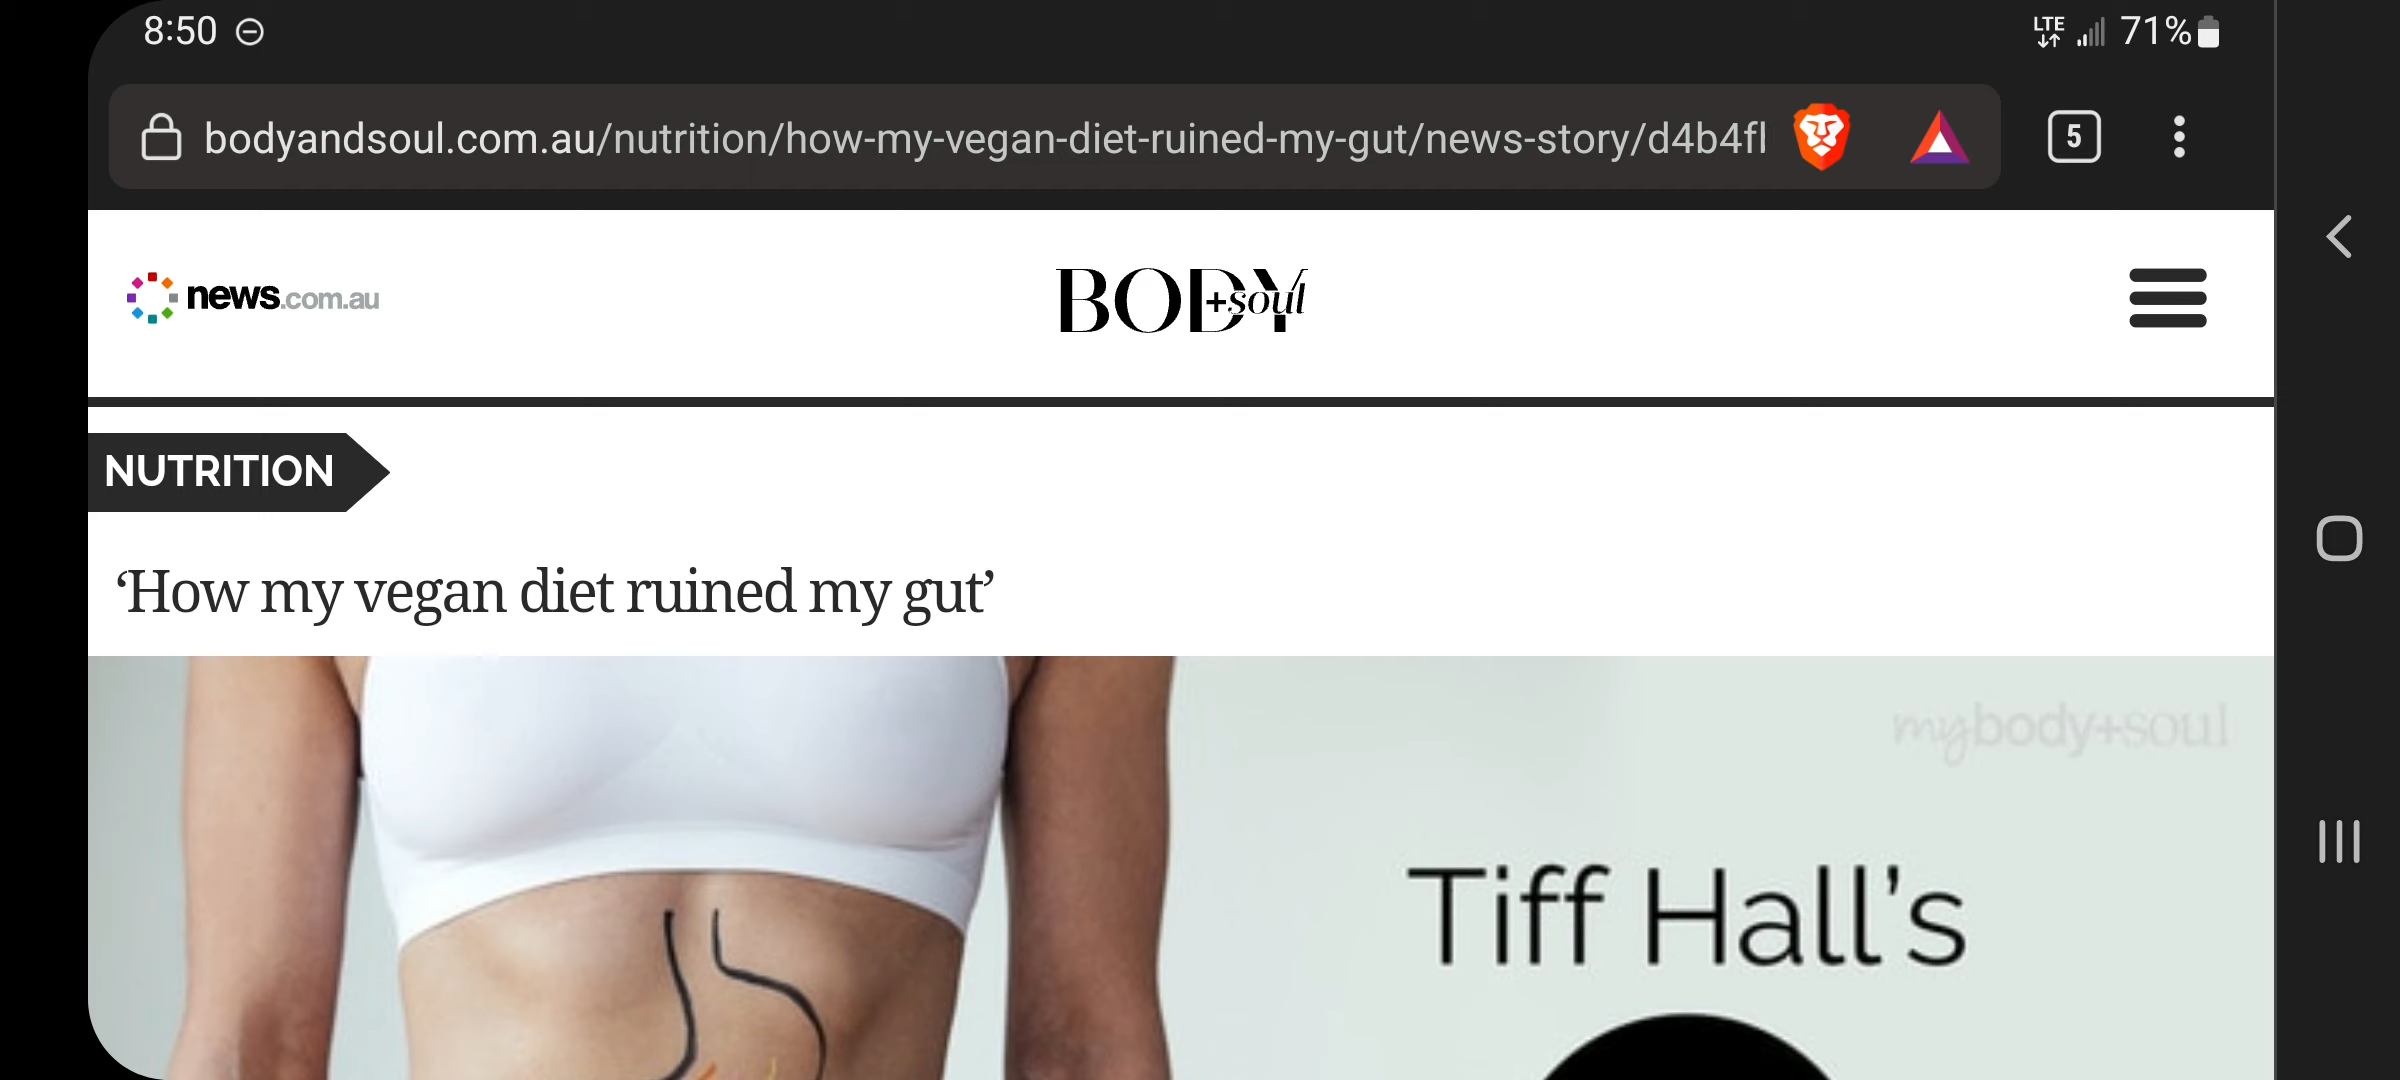 8:50
LTE 71%
bodyandsoul.com.au/nutrition/how-my-vegan-diet-ruined-my-gut/news-story/d4b4fl
5
news.com.au
BODY+soul
NUTRITION
‘How my vegan diet ruined my gut’
mybody+soul
Tiff Hall’s